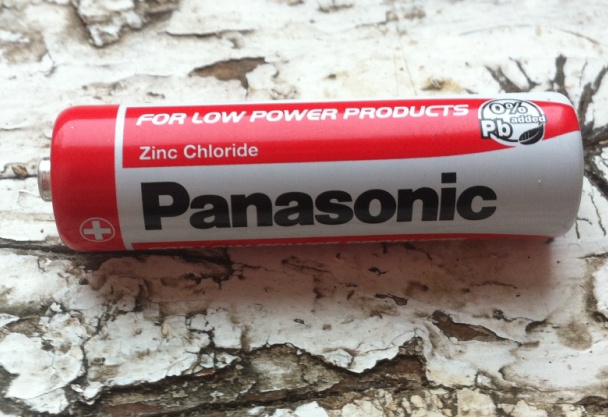 FOR LOW POWER PRODUCTS
0%
added
Pb
Zinc Chloride
Panasonic